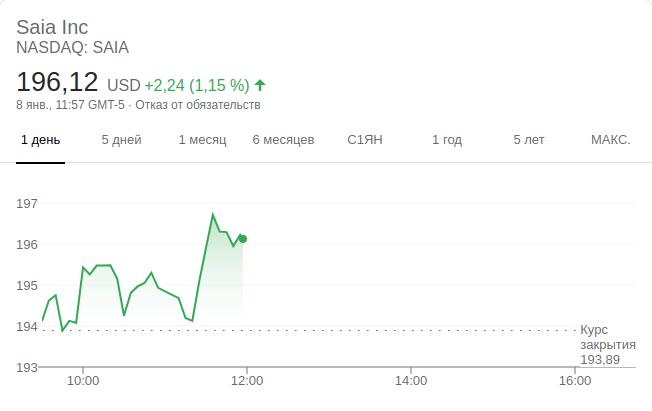 Saia Inc
NASDAQ: SAIA
196,12 USD +2,24 (1,15 %)
8 янв., 11:57 GMT-5 · Отказ от обязательств
1 день 5 дней 1 месяц 6 месяцев С1ЯН 1 год 5 лет МАКС.
197
196
195
194
193
Курс
закрытия
193,89
10:00 12:00 14:00 16:00